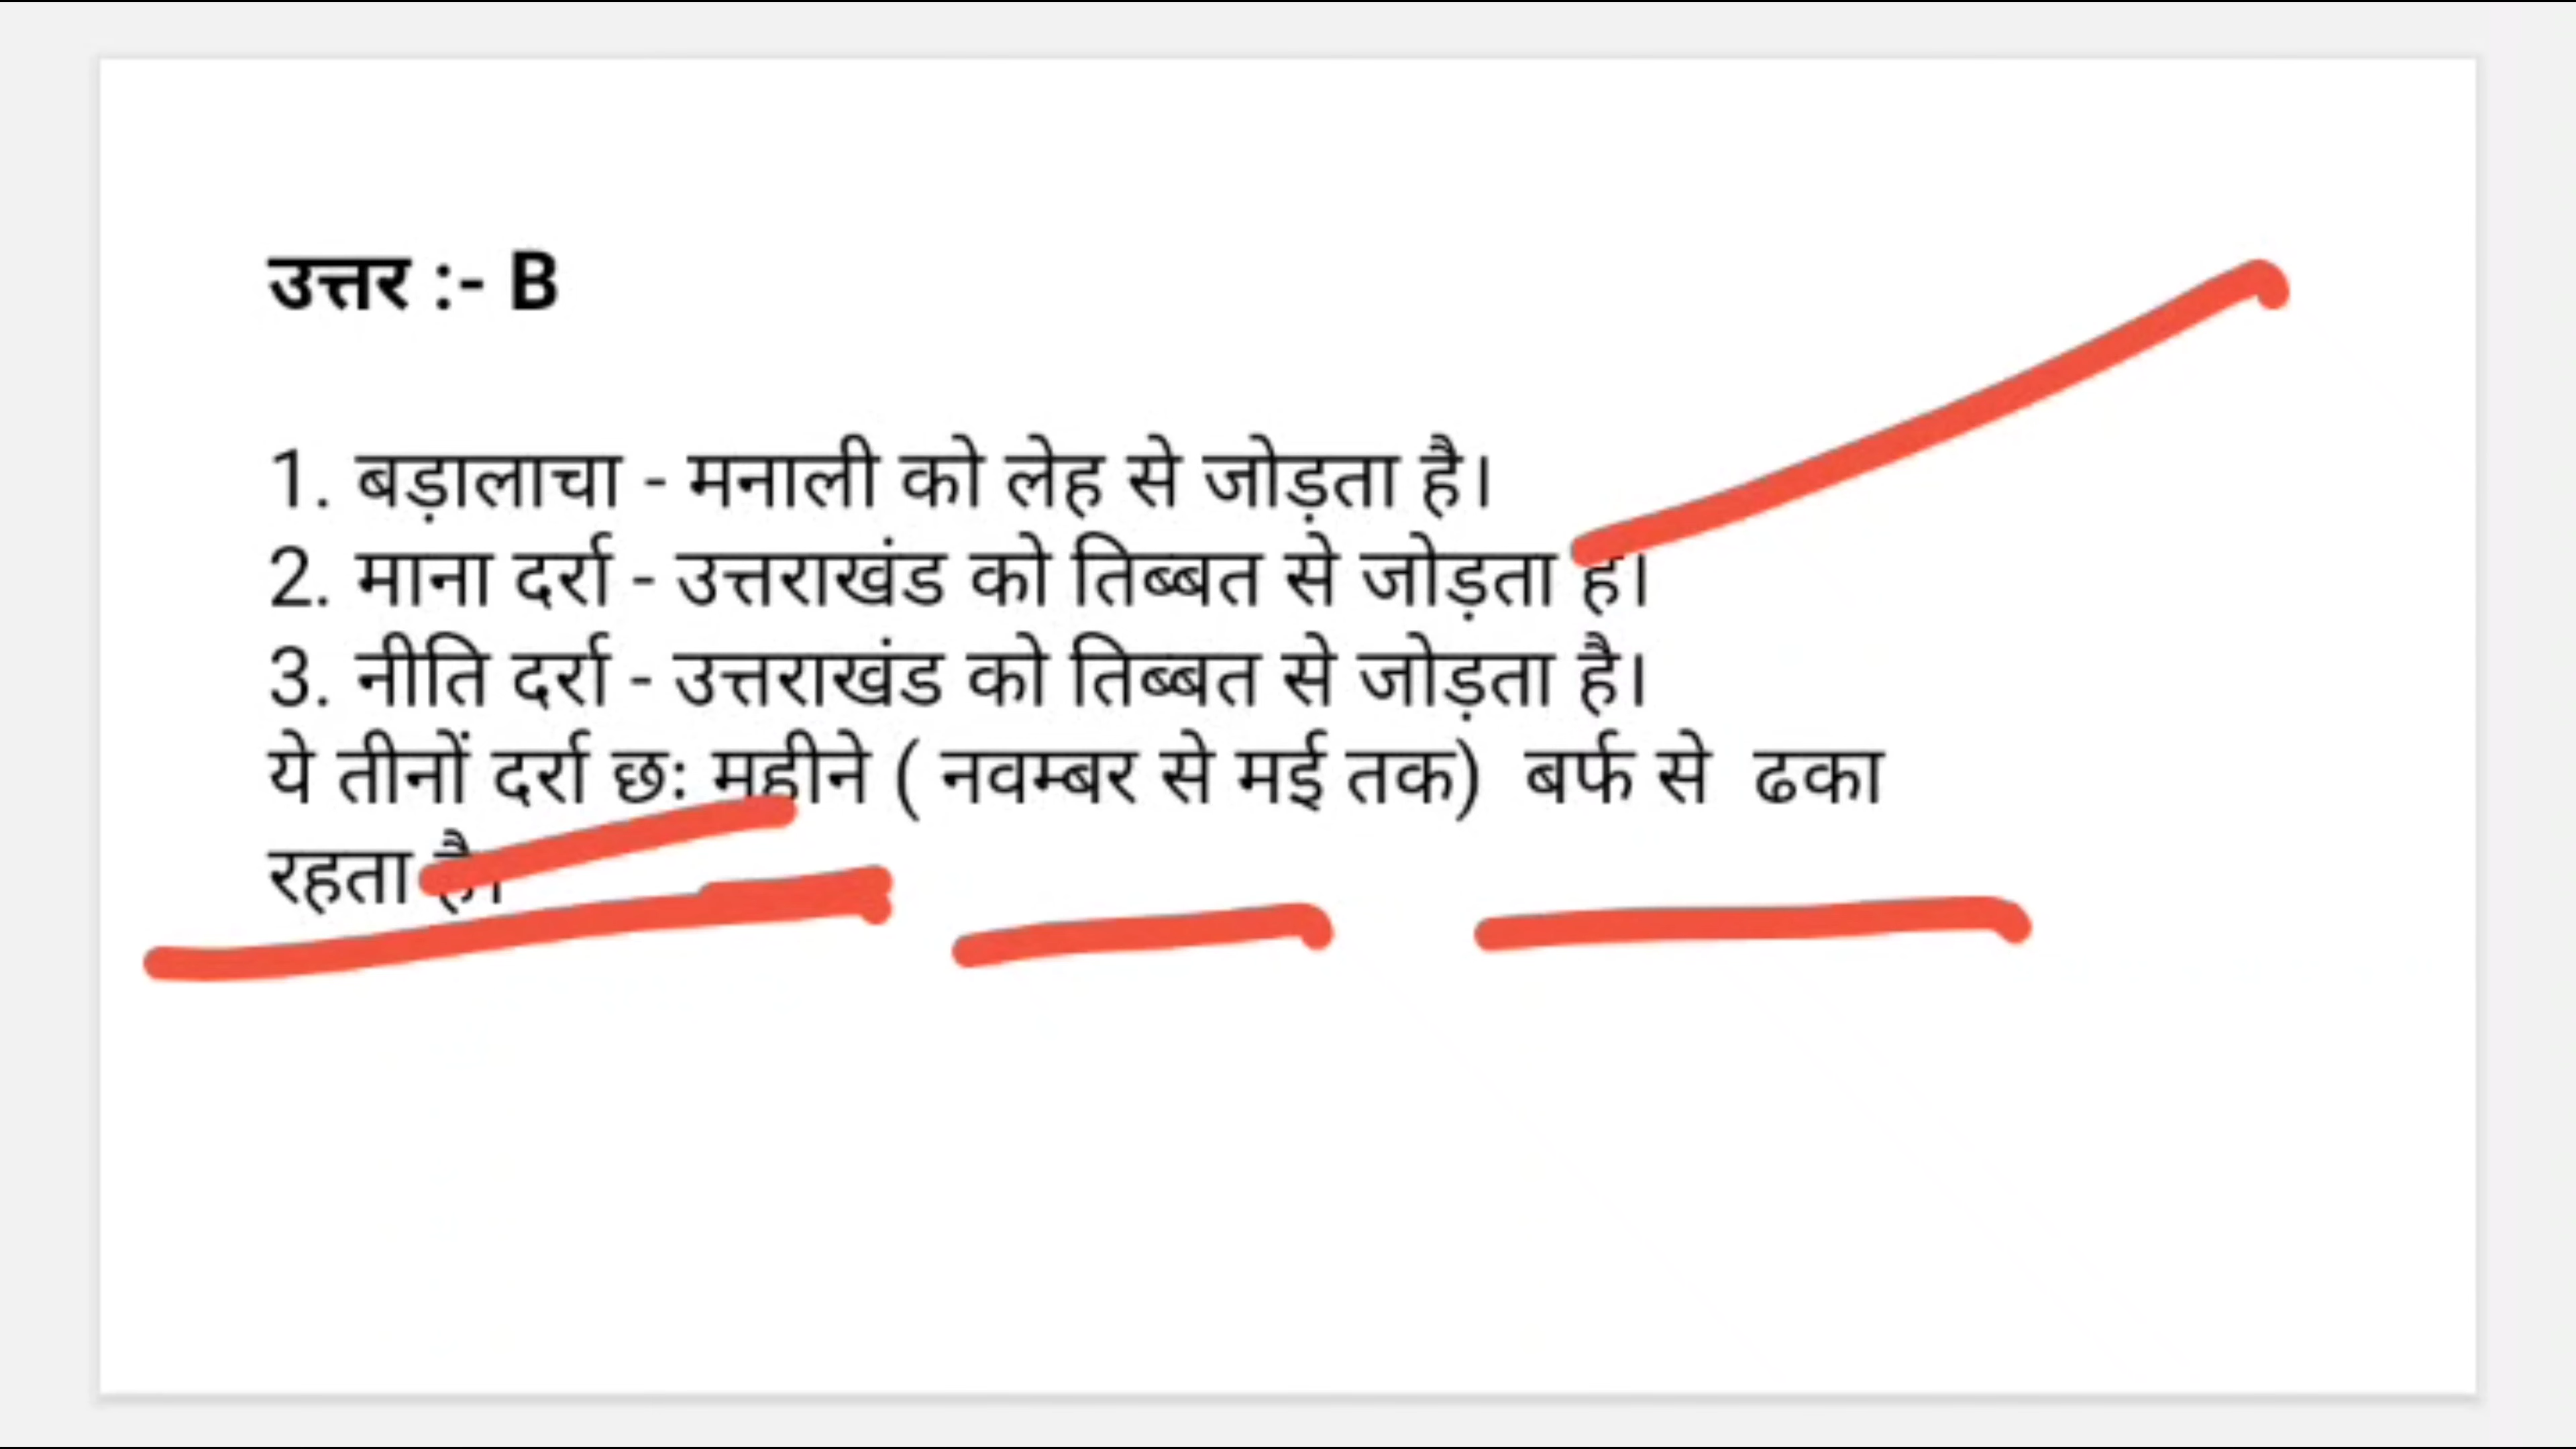 उत्तर :- B
1. बड़ालाचा - मनाली को लेह से जोड़ता है।
2. माना दर्रा - उत्तराखंड को तिब्बत से जोड़ता है।
3. नीति दर्रा - उत्तराखंड को तिब्बत से जोड़ता है।
ये तीनों दर्रा छः महीने ( नवम्बर से मई तक) बर्फ से ढका
रहता है।